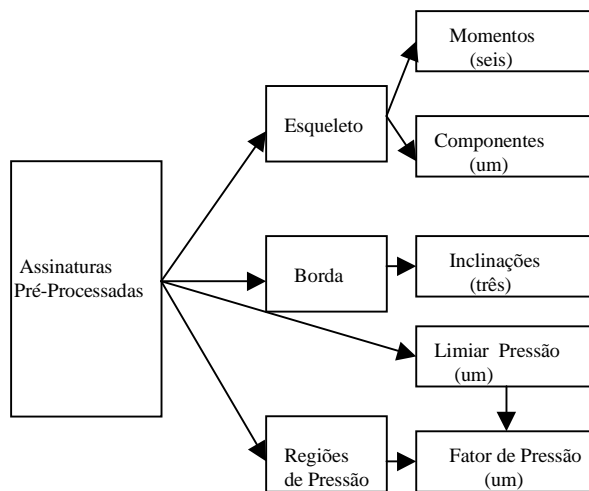 Momentos
(seis)
Esqueleto
Componentes
(um)
Assinaturas
Pré-Processadas
Borda
Inclinações
(três)
Limiar Pressão
(um)
Regiões
de Pressão
Fator de Pressão
(um)